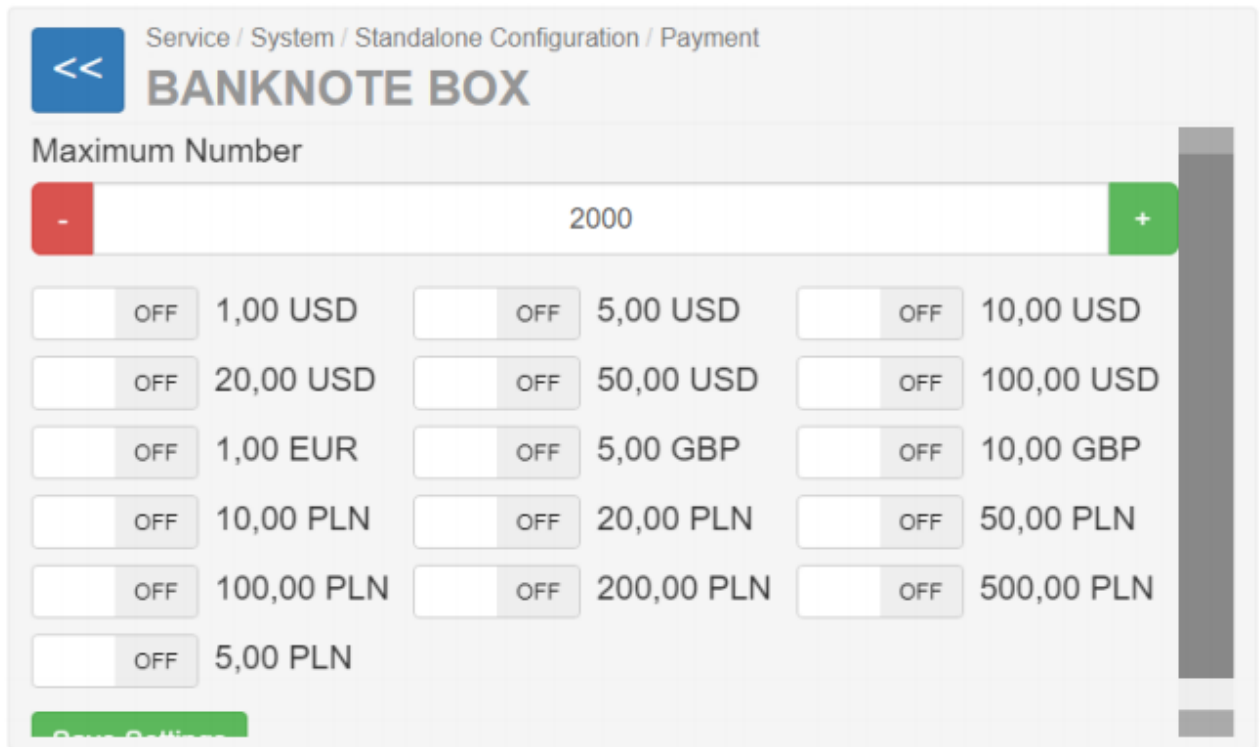 << Service / System / Standalone Configuration / Payment
BANKNOTE BOX
Maximum Number
- 2000 +
OFF 1,00 USD OFF 5,00 USD OFF 10,00 USD
OFF 20,00 USD OFF 50,00 USD OFF 100,00 USD
OFF 1,00 EUR OFF 5,00 GBP OFF 10,00 GBP
OFF 10,00 PLN OFF 20,00 PLN OFF 50,00 PLN
OFF 100,00 PLN OFF 200,00 PLN OFF 500,00 PLN
OFF 5,00 PLN
Save Settings